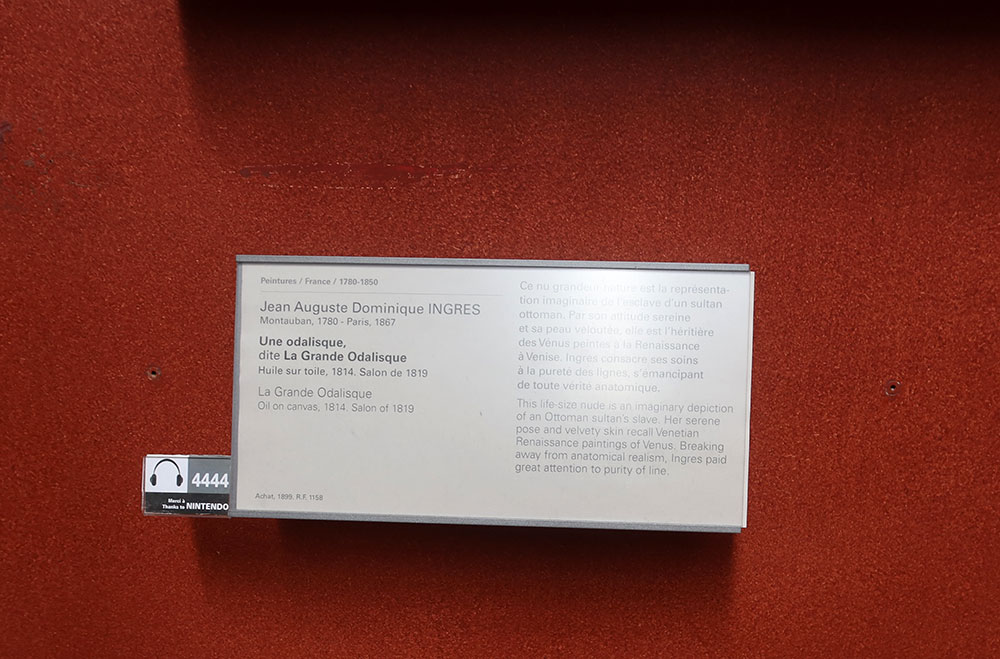 Peintures / France / 1780-1850
Jean Auguste Dominique INGRES
Montauban, 1780 - Paris, 1867
Une odalisque,
dite La Grande Odalisque
Huile sur toile, 1814. Salon de 1819
La Grande Odalisque
Oil on canvas, 1814. Salon of 1819
Achat, 1899. R.F. 1158
Ce nu grandeur nature est la représenta-
tion imaginaire de l'esclave d'un sultan
ottoman. Par son attitude sereine
et sa peau veloutée, elle est l'héritière
des Vénus peintes à la Renaissance
à Venise. Ingres consacre ses soins
à la pureté des lignes, s'émancipant
de toute vérité anatomique.
This life-size nude is an imaginary depiction
of an Ottoman sultan's slave. Her serene
pose and velvety skin recall Venetian
Renaissance paintings of Venus. Breaking
away from anatomical realism, Ingres paid
great attention to purity of line.
4444
Merci à
Thanks to NINTENDO